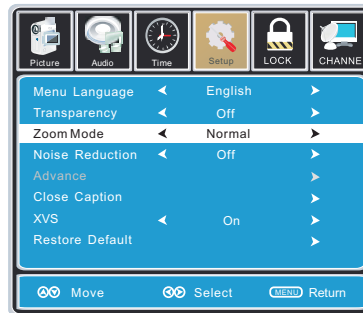 Picture Audio Time Setup LOCK CHANNE
Menu Language English
Transparency Off
Zoom Mode Normal
Noise Reduction Off
Advance
Close Caption
XVS On
Restore Default
Move Select MENU Return